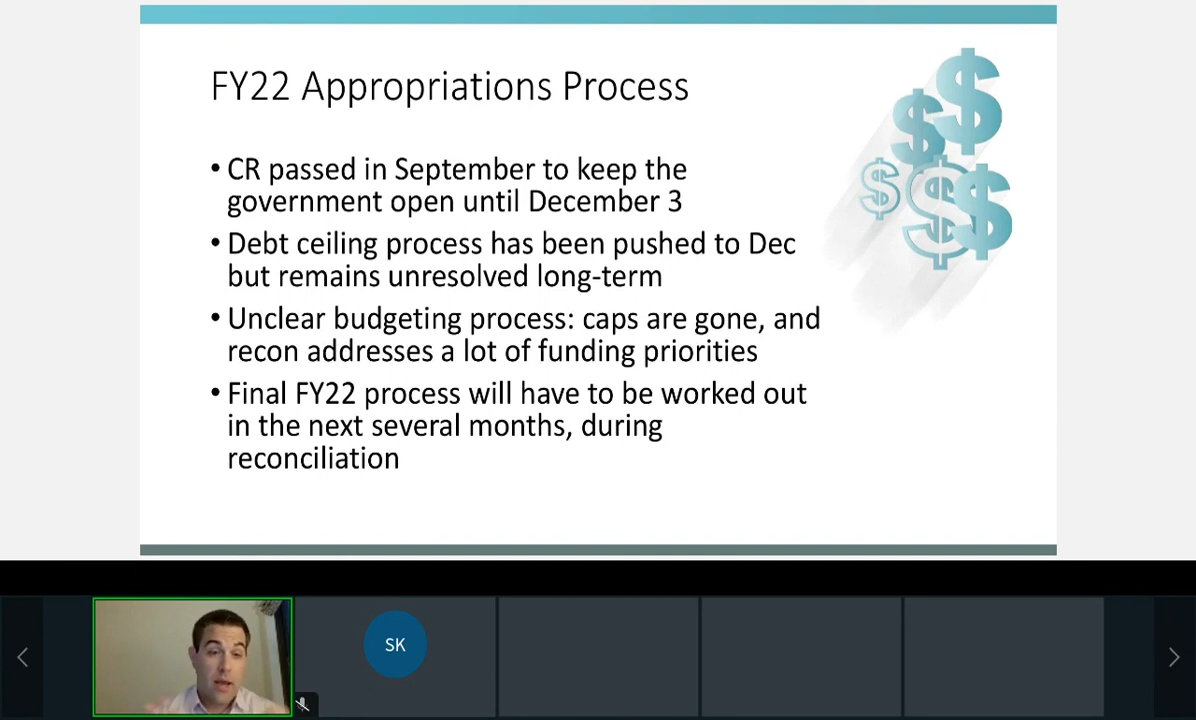 FY22 Appropriations Process
• CR passed in September to keep the
government open until December 3
• Debt ceiling process has been pushed to Dec
but remains unresolved long-term
• Unclear budgeting process: caps are gone, and
recon addresses a lot of funding priorities
• Final FY22 process will have to be worked out
in the next several months, during
reconciliation
SK